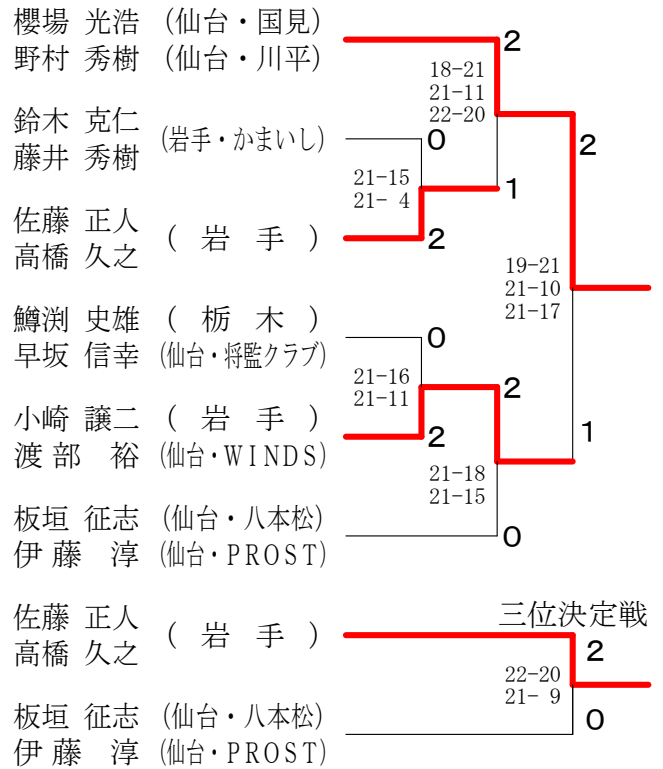 櫻場 光浩 (仙台・国見)
野村 秀樹 (仙台・川平)
2
18-21
21-11
22-20
鈴木 克仁
藤井 秀樹
(岩手・かまいし)
0
2
21-15
21- 4
1
佐藤 正人
高橋 久之
( 岩 手 )
2
19-21
21-10
21-17
鱒渕 史雄 ( 栃 木 )
早坂 信幸 (仙台・将監クラブ)
0
21-16
21-11
2
小崎 譲二 ( 岩 手 )
渡部 裕 (仙台・WINDS)
2
1
21-18
21-15
板垣 征志 (仙台・八本松)
伊藤 淳 (仙台・PROST)
0
三位決定戦
佐藤 正人
高橋 久之
( 岩 手 )
2
22-20
21- 9
板垣 征志 (仙台・八本松)
伊藤 淳 (仙台・PROST)
0